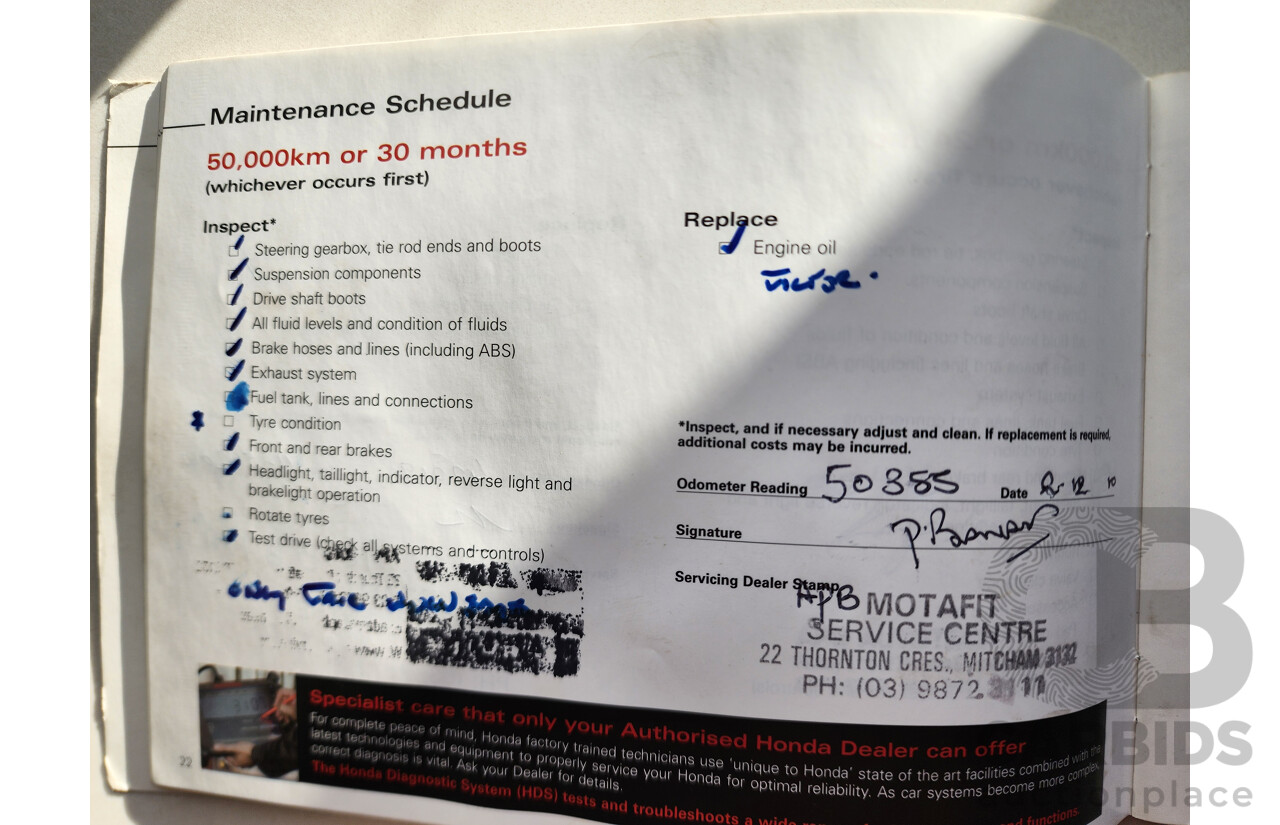 Maintenance Schedule
50,000km or 30 months
(whichever occurs first)
Inspect*
Steering gearbox, tie rod ends and boots
Suspension components
Drive shaft boots
All fluid levels and condition of fluids
Brake hoses and lines (including ABS)
Exhaust system
Fuel tank, lines and connections
Tyre condition
Front and rear brakes
Headlight, taillight, indicator, reverse light and
brakelight operation
Rotate tyres
Test drive (check all systems and controls)
Replace
Engine oil
*Inspect, and if necessary adjust and clean. If replacement is required,
additional costs may be incurred.
Odometer Reading 50385 Date
Signature
Servicing Dealer Stamp
MOTAFIT
SERVICE CENTRE
22 THORNTON CRES., MITCHAM 3132
PH: (03) 9872 3111
Specialist care that only your Authorised Honda Dealer can offer
For complete peace of mind, Honda factory trained technicians use 'unique to Honda' state of the art facilities combined with the
latest technologies and equipment to properly service your Honda for optimal reliability. As car systems become more complex,
correct diagnosis is vital. Ask your Dealer for details.
The Honda Diagnostic System (HDS) tests and troubleshoots a wide functions.
22